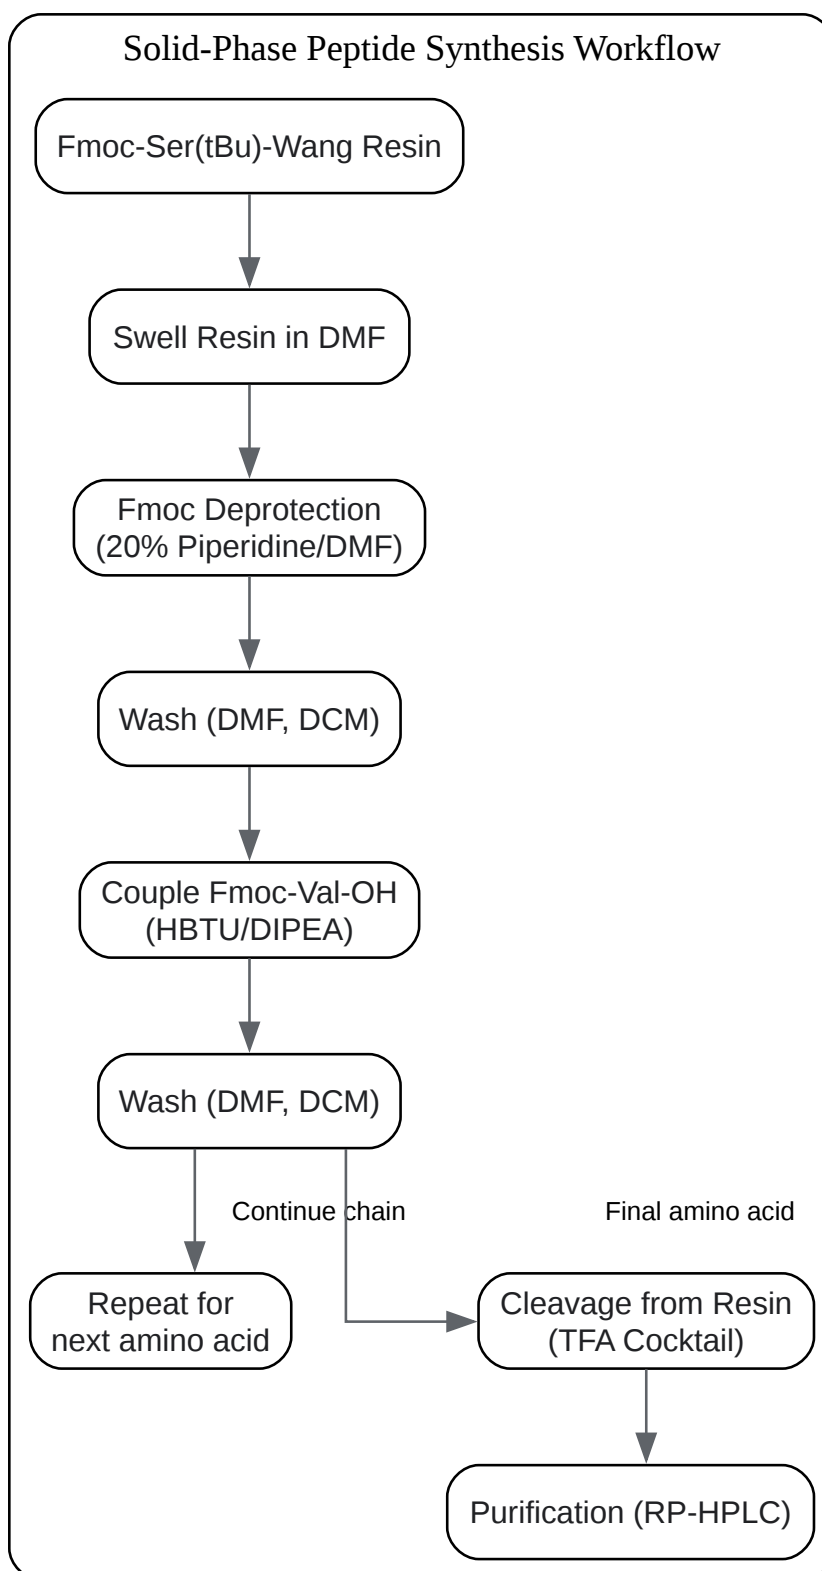 Solid-Phase Peptide Synthesis Workflow
Fmoc-Ser(tBu)-Wang Resin
Swell Resin in DMF
Fmoc Deprotection
(20% Piperidine/DMF)
Wash (DMF, DCM)
Couple Fmoc-Val-OH
(HBTU/DIPEA)
Wash (DMF, DCM)
Continue chain
Final amino acid
Repeat for
next amino acid
Cleavage from Resin
(TFA Cocktail)
Purification (RP-HPLC)